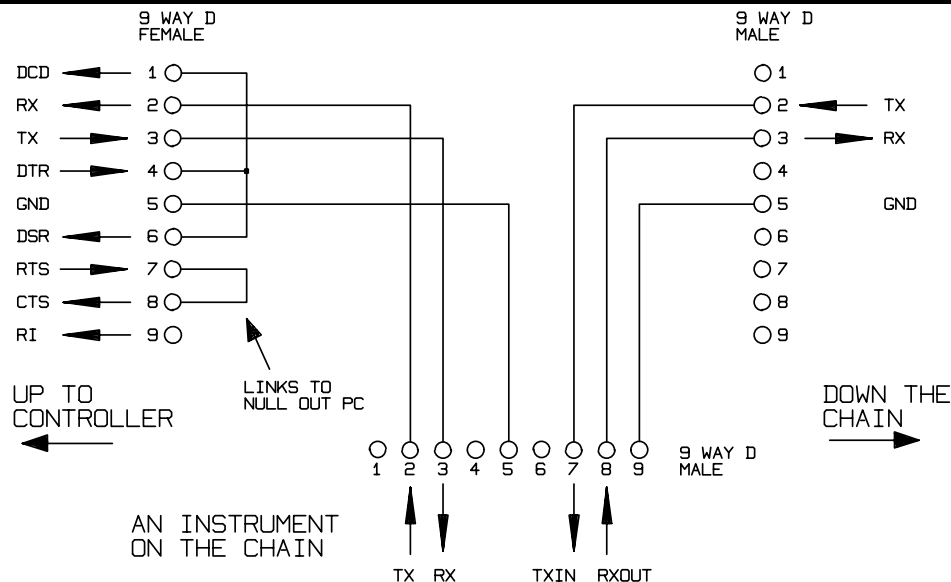 9 WAY D
FEMALE
9 WAY D
MALE
DCD 1
RX 2
TX 3
DTR 4
GND 5
DSR 6
RTS 7
CTS 8
RI 9
1
2 TX
3 RX
4
5 GND
6
7
8
9
LINKS TO
NULL OUT PC
UP TO
CONTROLLER
DOWN THE
CHAIN
1 2 3 4 5 6 7 8 9
9 WAY D
MALE
AN INSTRUMENT
ON THE CHAIN
TX RX TXIN RXOUT